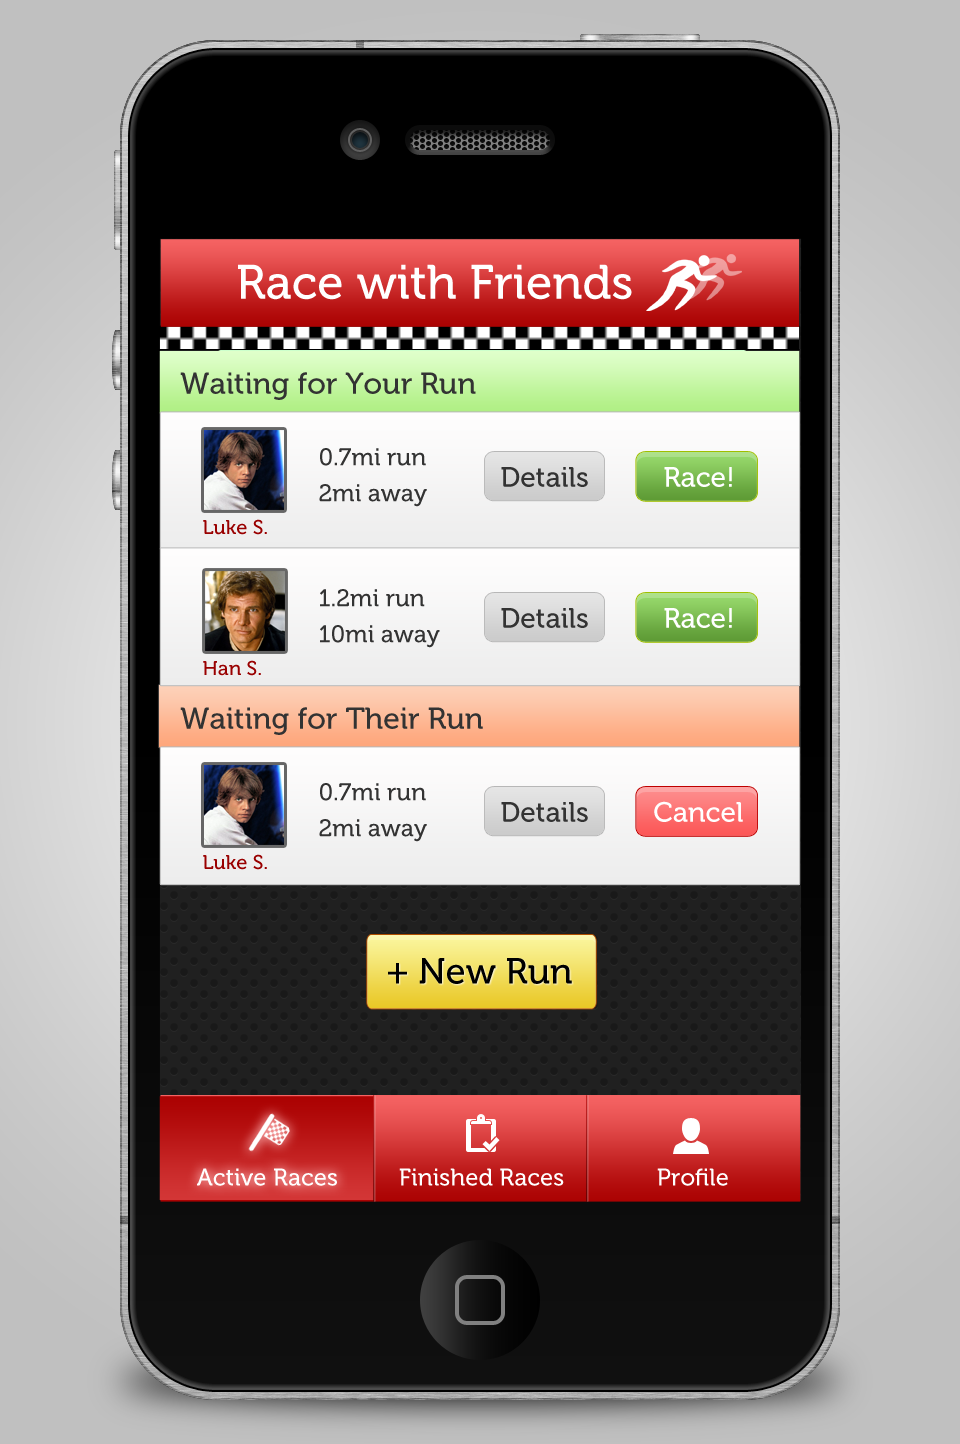 Race with Friends
Waiting for Your Run
0.7mi run
2mi away
Details
Race!
Luke S.
1.2mi run
10mi away
Details
Race!
Han S.
Waiting for Their Run
0.7mi run
2mi away
Details
Cancel
Luke S.
+ New Run
Active Races
Finished Races
Profile